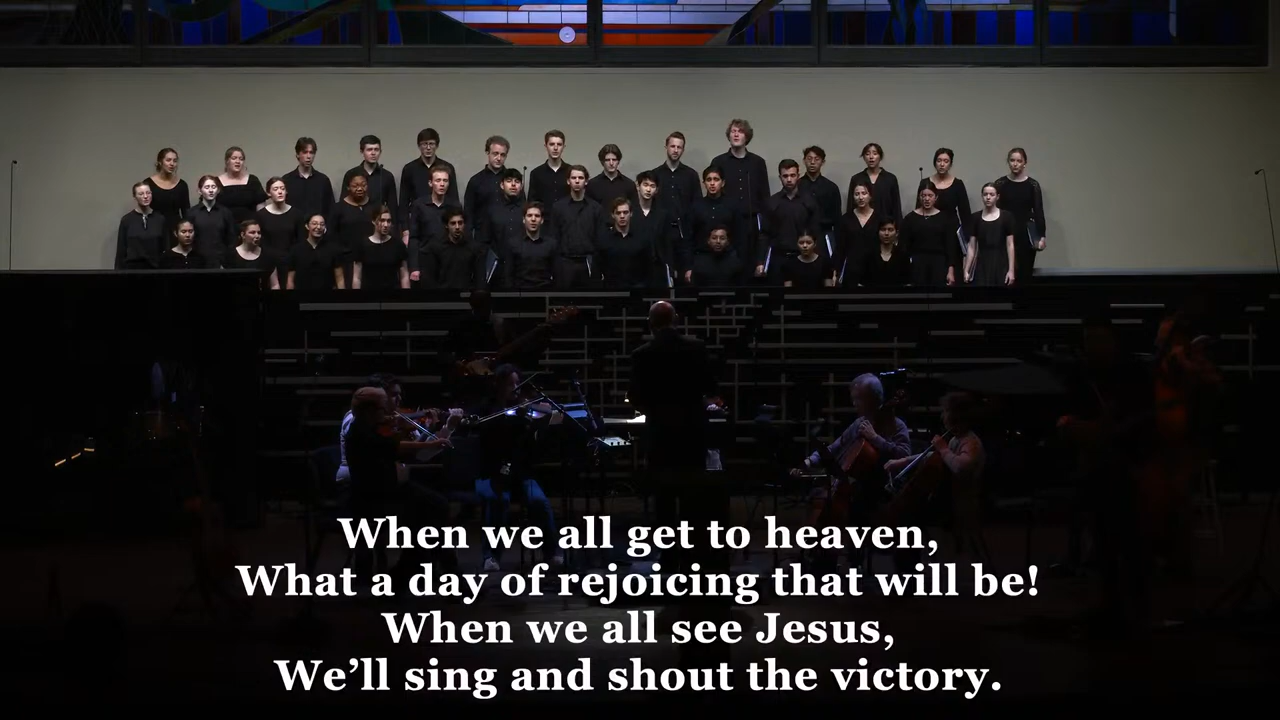 When we all get to heaven,
What a day of rejoicing that will be!
When we all see Jesus,
We’ll sing and shout the victory.